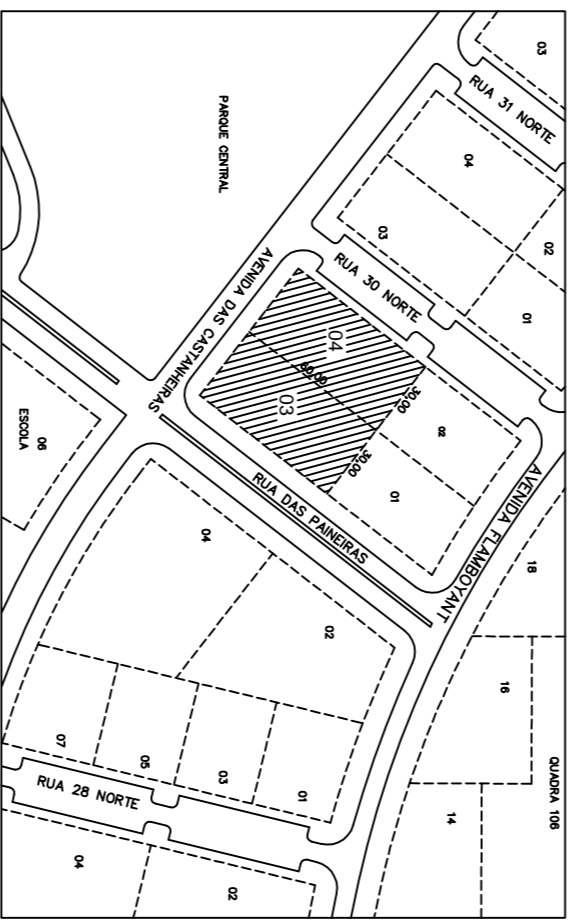 03
RUA 31 NORTE
04
02
03
01
PARQUE CENTRAL
RUA 30 NORTE
AVENIDA DAS CASTANHEIRAS
04
60,00
03
30,00
30,00
02
01
RUA DAS PAINEIRAS
AVENIDA FLAMBOYANT
18
16
QUADRA 106
14
06
ESCOLA
04
02
07
05
03
01
RUA 28 NORTE
04
02